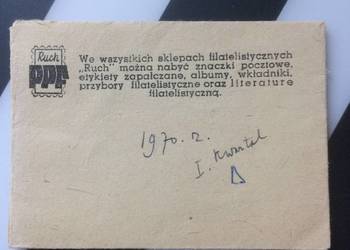 Ruch
PPF
We wszystkich sklepach filatelistycznych
„Ruch” można nabyć znaczki pocztowe,
etykiety zapałczane, albumy, wkładniki,
przybory filatelistyczne oraz literaturę
filatelistyczną.
1970. r.
I. Kwartał